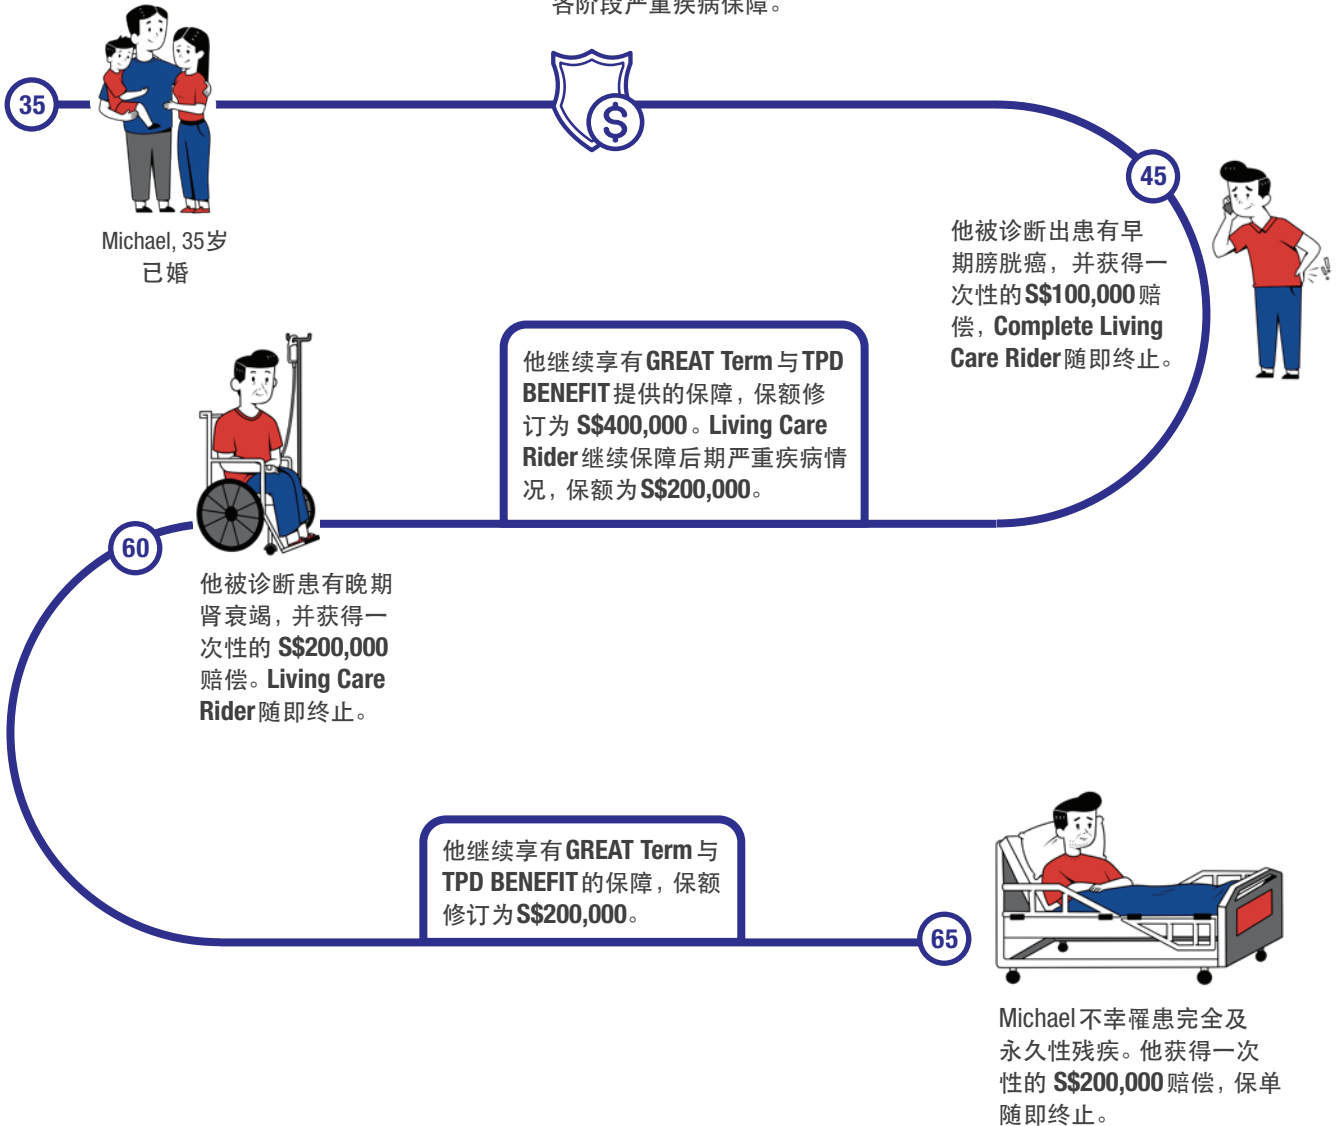 各阶段严重疾病保障。
35
$
Michael, 35岁
已婚
45
他被诊断出患有早
期膀胱癌，并获得一
次性的S$100,000赔
偿，Complete Living
Care Rider随即终止。
他继续享有GREAT Term与TPD
BENEFIT提供的保障，保额修
订为 S$400,000。Living Care
Rider继续保障后期严重疾病情
况，保额为S$200,000。
60
他被诊断患有晚期
肾衰竭，并获得一
次性的 S$200,000
赔偿。Living Care
Rider随即终止。
他继续享有GREAT Term与
TPD BENEFIT的保障，保额
修订为S$200,000。
65
Michael不幸罹患完全及
永久性残疾。他获得一次
性的 S$200,000赔偿，保单
随即终止。